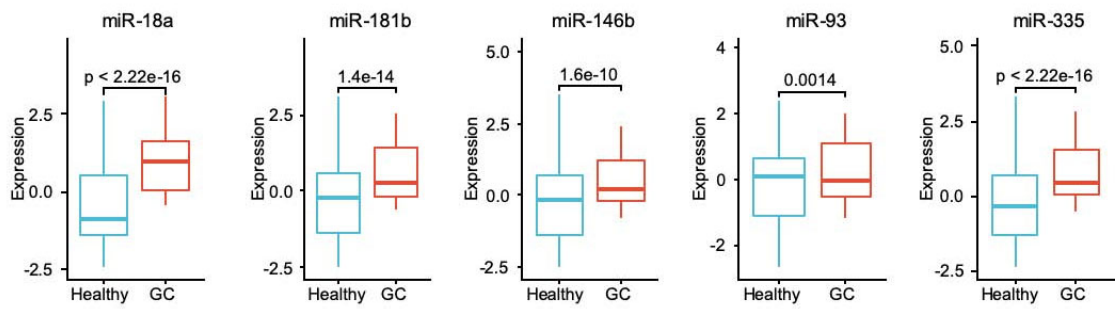 miR-18a
Expression
2.5
0.0
-2.5
p < 2.22e-16
Healthy GC
miR-181b
Expression
2.5
0.0
-2.5
1.4e-14
Healthy GC
miR-146b
Expression
5.0
2.5
0.0
-2.5
1.6e-10
Healthy GC
miR-93
Expression
4
2
0
-2
0.0014
Healthy GC
miR-335
Expression
5.0
2.5
0.0
-2.5
p < 2.22e-16
Healthy GC